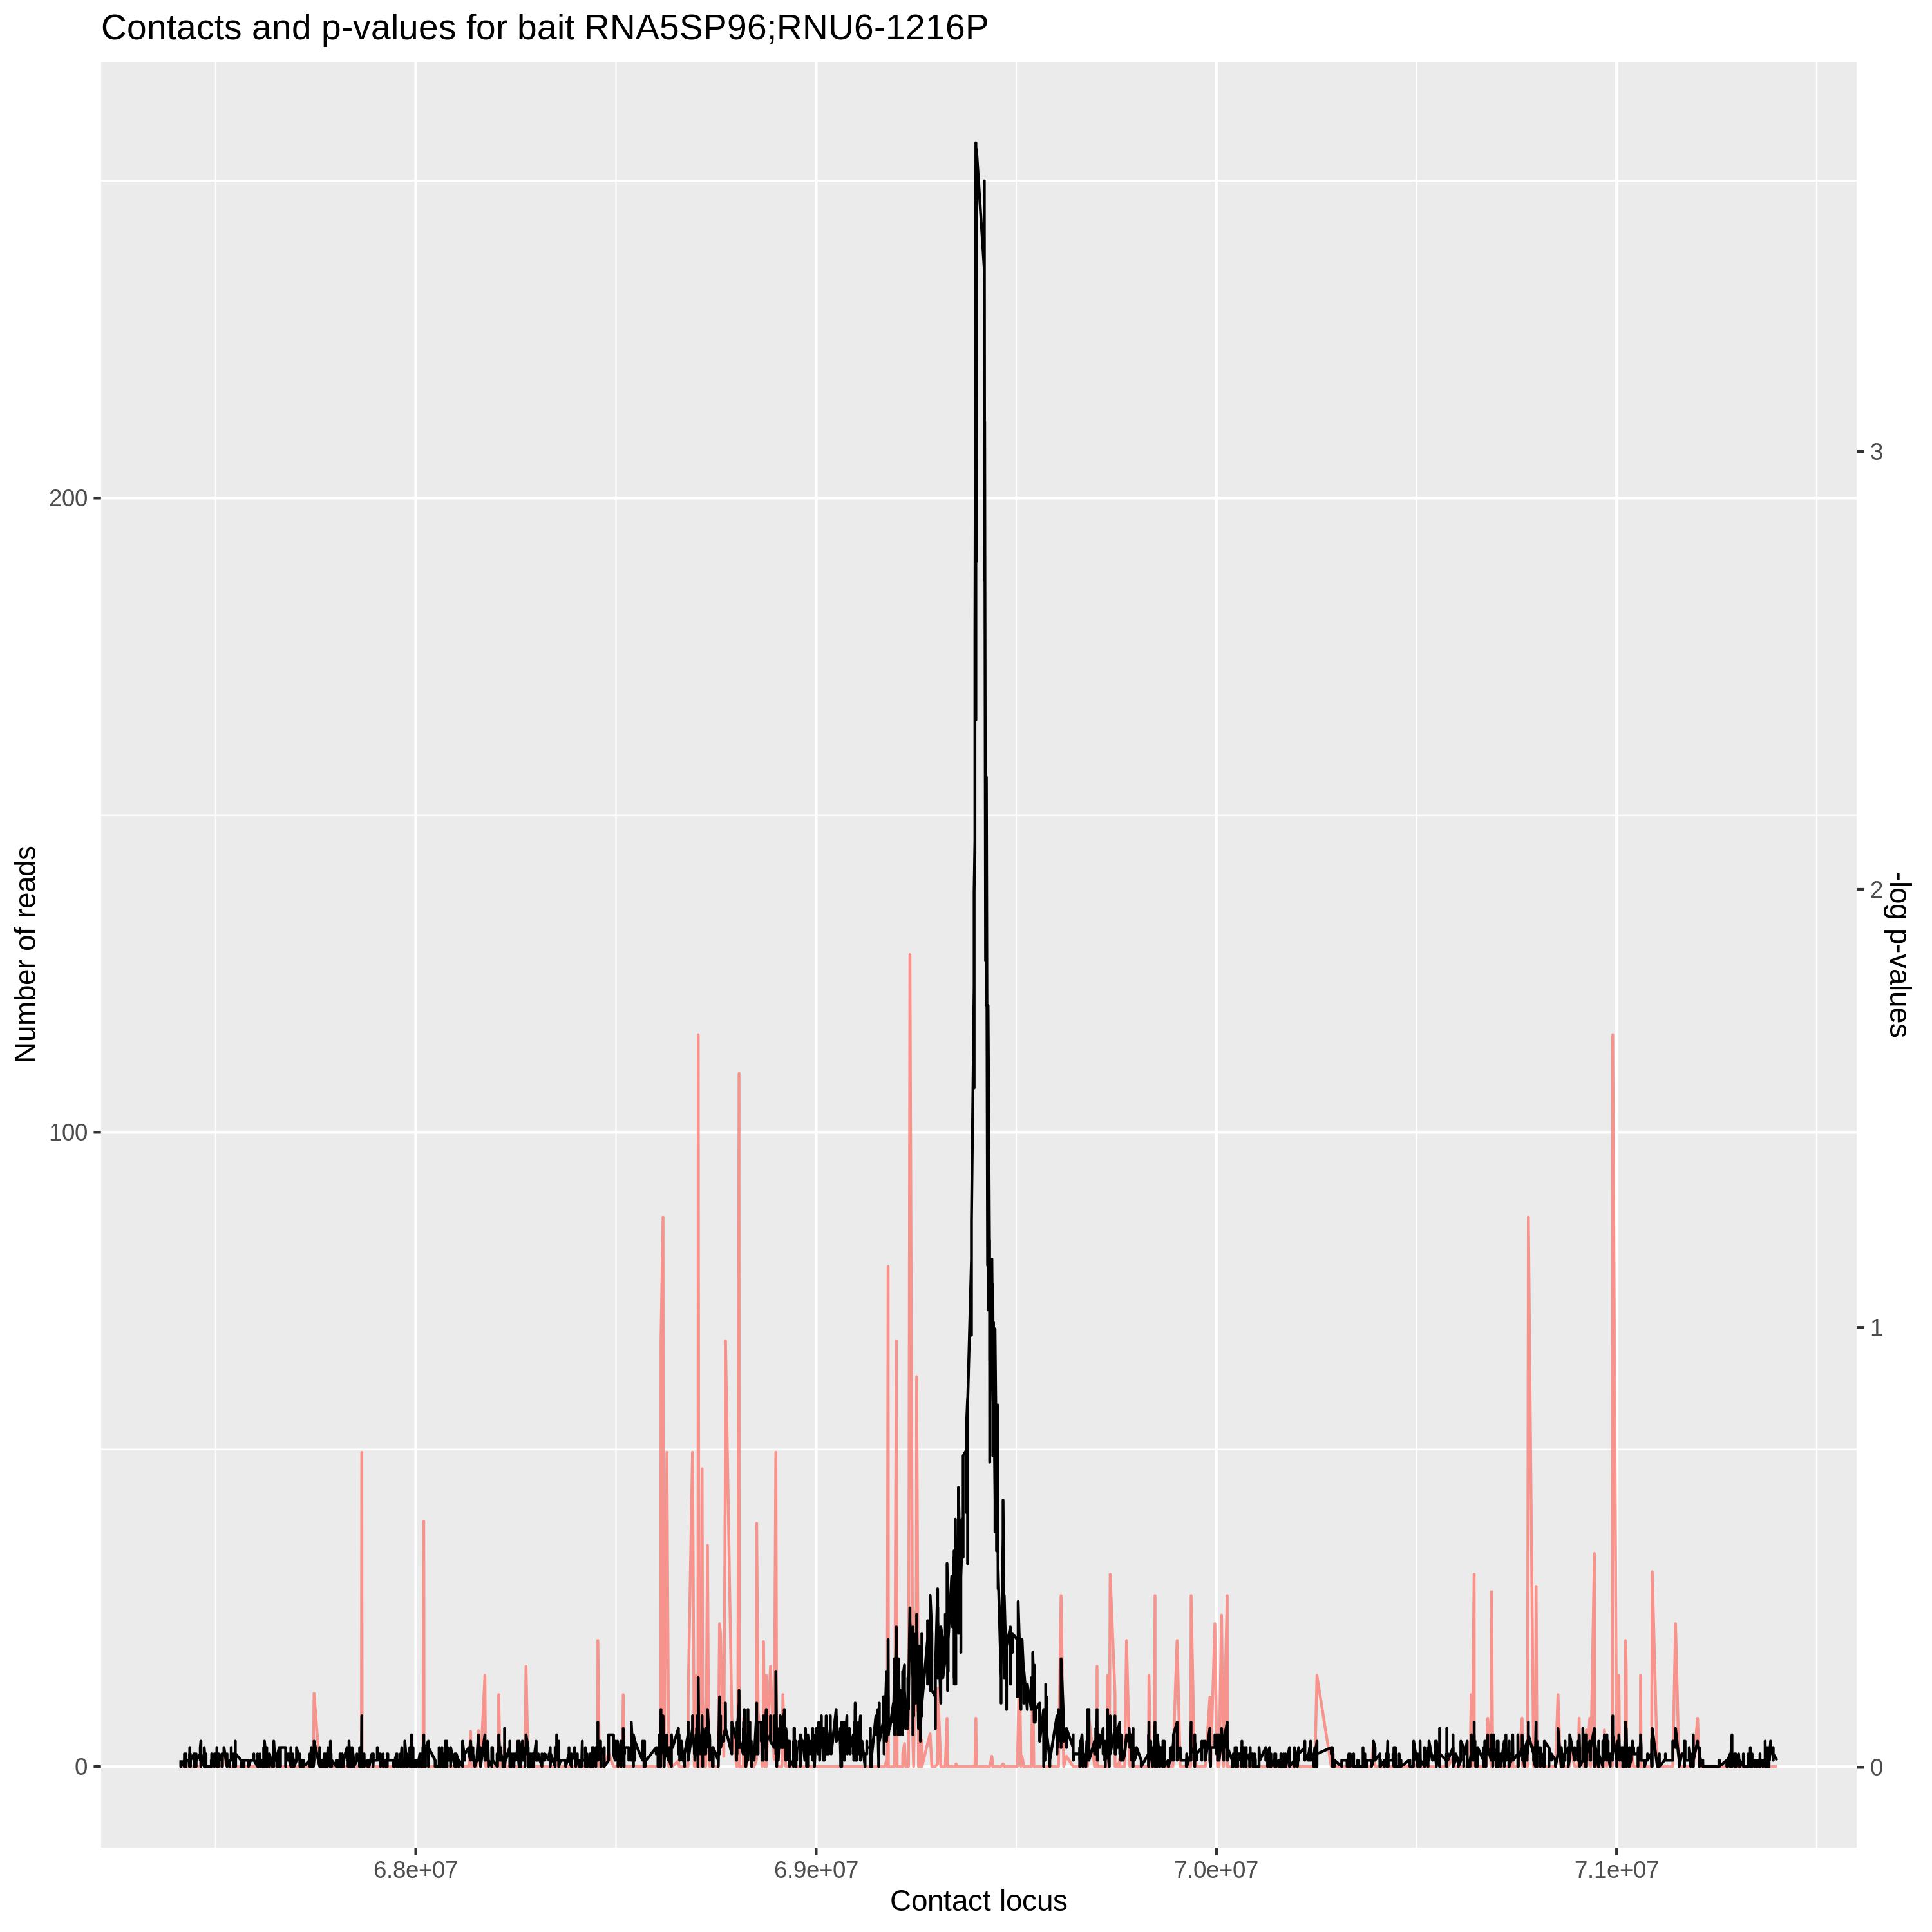 Contacts and p-values for bait RNA5SP96;RNU6-1216P
Number of reads
200
100
0
3
2
1
0
-log p-values
6.8e+07
6.9e+07
7.0e+07
7.1e+07
Contact locus